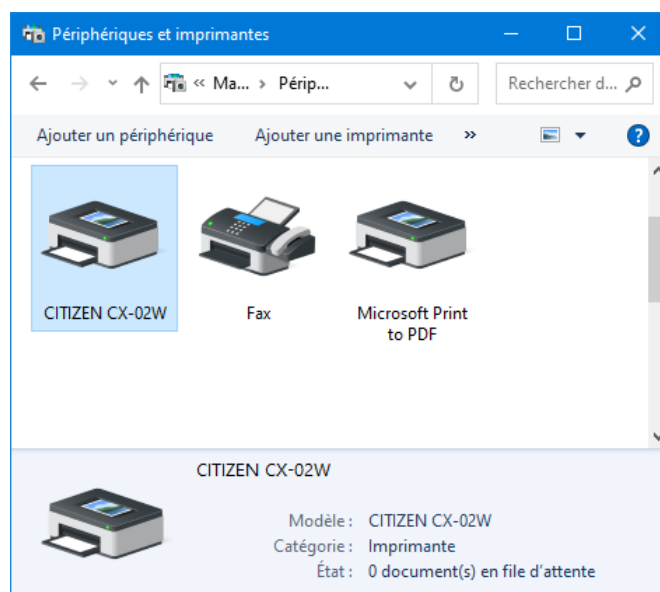 Périphériques et imprimantes
« Ma... › Périp...
Rechercher d...
Ajouter un périphérique Ajouter une imprimante »
CITIZEN CX-02W
Fax
Microsoft Print
to PDF
CITIZEN CX-02W
Modèle : CITIZEN CX-02W
Catégorie : Imprimante
État : 0 document(s) en file d'attente